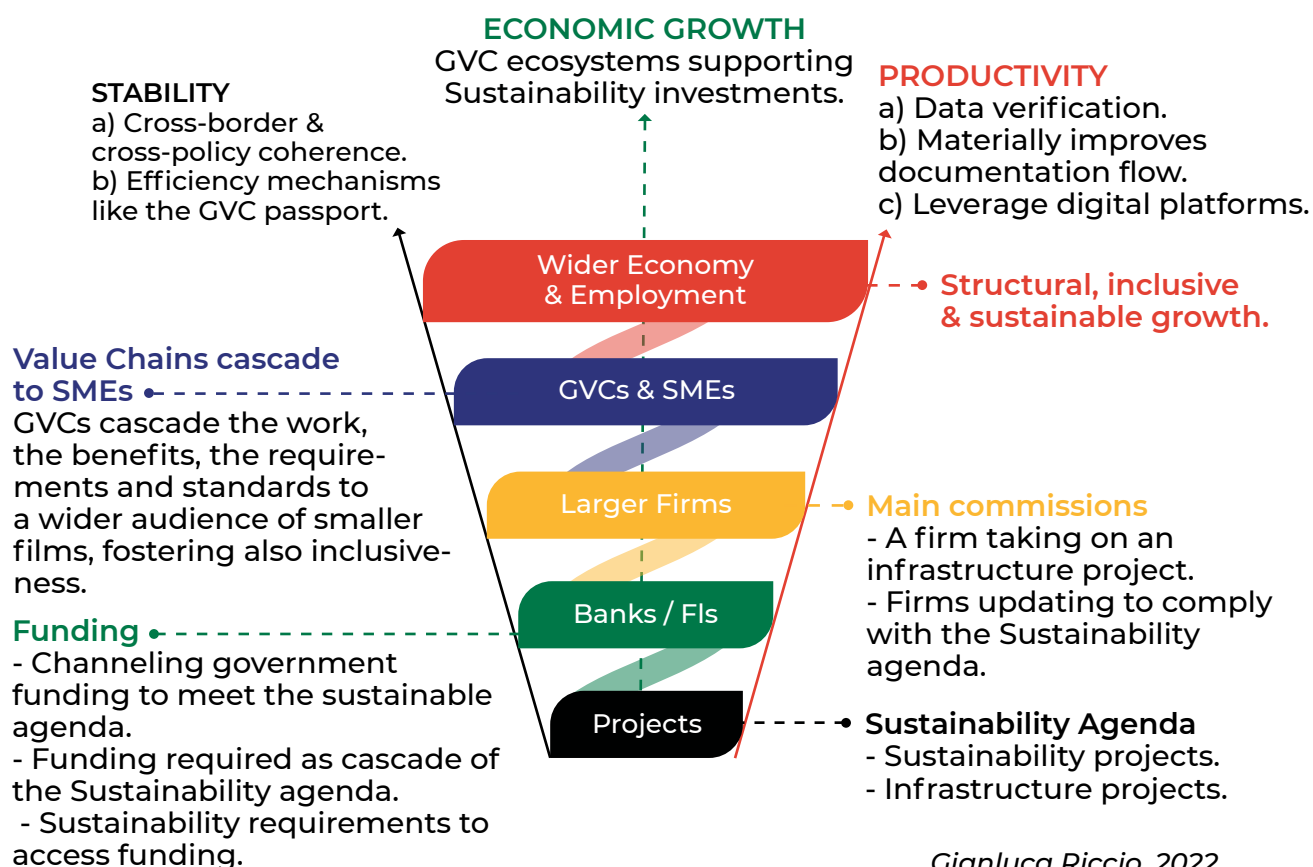 ECONOMIC GROWTH
GVC ecosystems supporting
Sustainability investments.
STABILITY
a) Cross-border &
cross-policy coherence.
b) Efficiency mechanisms
like the GVC passport.
PRODUCTIVITY
a) Data verification.
b) Materially improves
documentation flow.
c) Leverage digital platforms.
Wider Economy
& Employment
Structural, inclusive
& sustainable growth.
Value Chains cascade
to SMEs
GVCs cascade the work,
the benefits, the require-
ments and standards to
a wider audience of smaller
films, fostering also inclusive-
ness.
GVCs & SMEs
Larger Firms
Main commissions
- A firm taking on an
infrastructure project.
- Firms updating to comply
with the Sustainability
agenda.
Banks / FIs
Funding
- Channeling government
funding to meet the sustainable
agenda.
- Funding required as cascade of
the Sustainability agenda.
- Sustainability requirements to
access funding.
Projects
Sustainability Agenda
- Sustainability projects.
- Infrastructure projects.
Gianluca Riccio, 2022